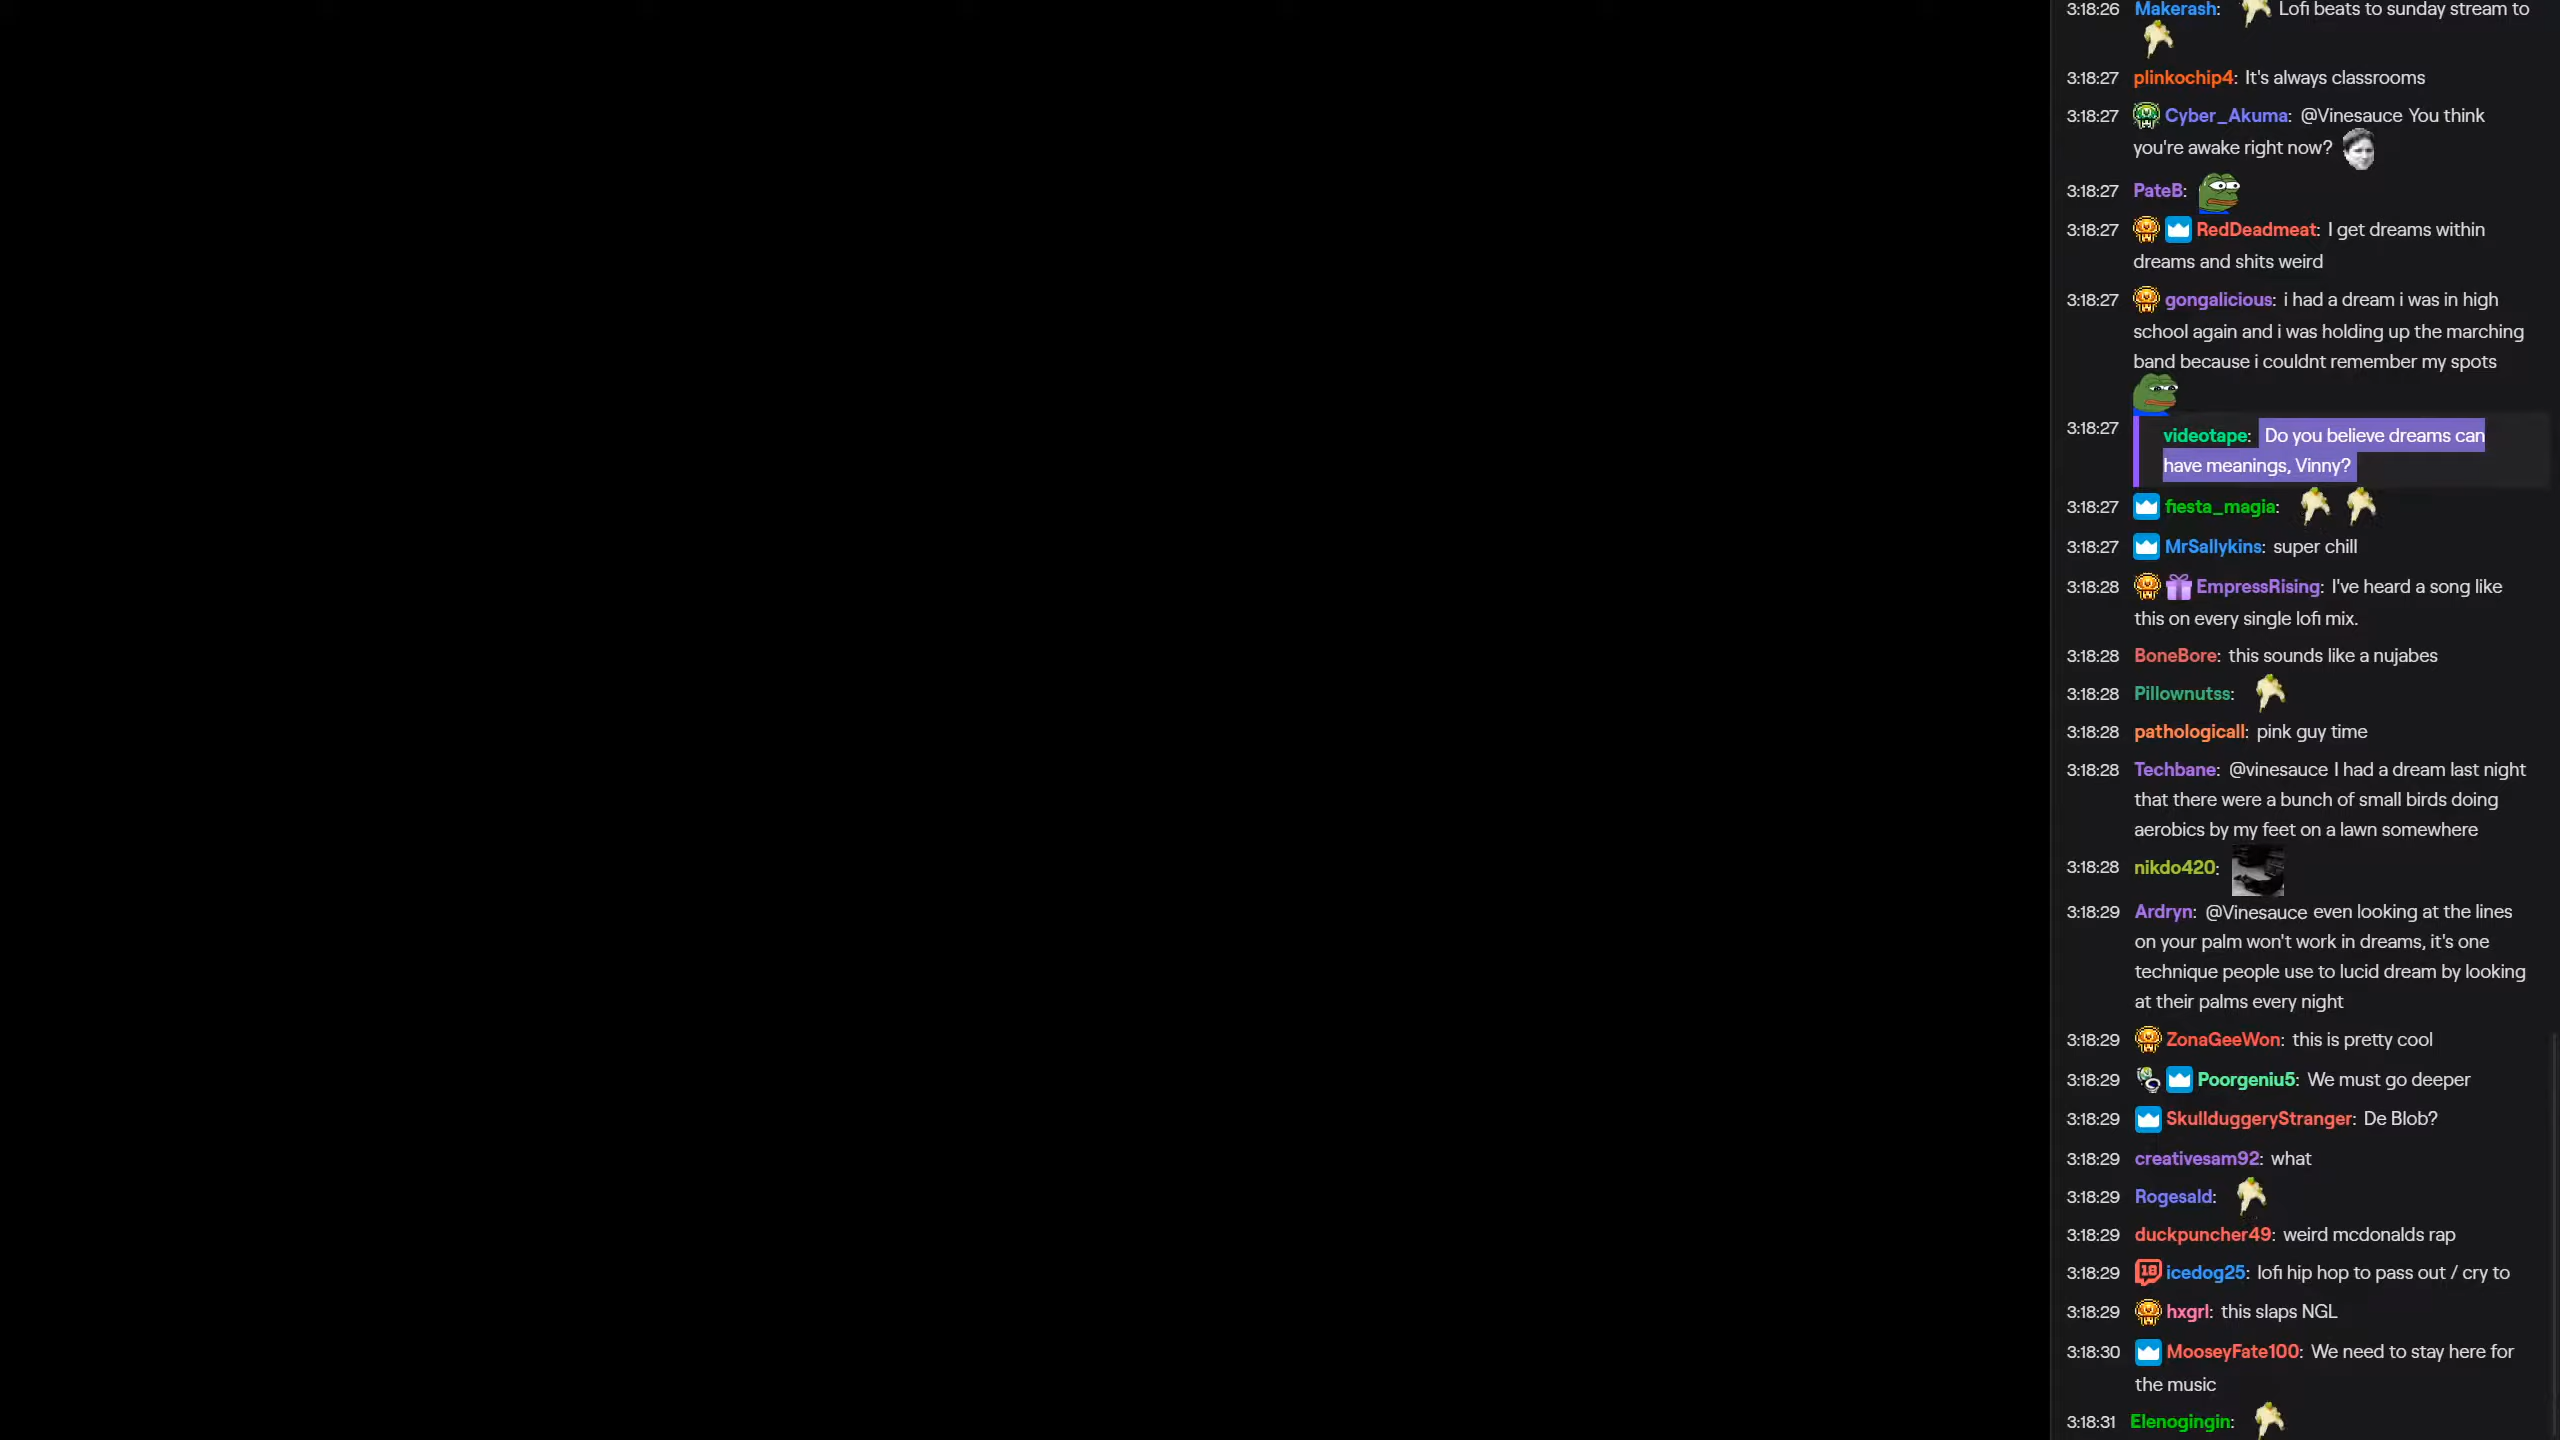 3:18:26 Makerash: Lofi beats to sunday stream to
3:18:27 plinkochip4: It's always classrooms
3:18:27 Cyber_Akuma: @Vinesauce You think
you're awake right now?
3:18:27 PateB:
3:18:27 RedDeadmeat: I get dreams within
dreams and shits weird
3:18:27 gongalicious: i had a dream i was in high
school again and i was holding up the marching
band because i couldnt remember my spots
3:18:27 videotape: Do you believe dreams can
have meanings, Vinny?
3:18:27 fiesta_magia:
3:18:27 MrSallykins: super chill
3:18:28 EmpressRising: I've heard a song like
this on every single lofi mix.
3:18:28 BoneBore: this sounds like a nujabes
3:18:28 Pillownutss:
3:18:28 pathologicall: pink guy time
3:18:28 Techbane: @vinesauce I had a dream last night
that there were a bunch of small birds doing
aerobics by my feet on a lawn somewhere
3:18:28 nikdo420:
3:18:29 Ardryn: @Vinesauce even looking at the lines
on your palm won't work in dreams, it's one
technique people use to lucid dream by looking
at their palms every night
3:18:29 ZonaGeeWon: this is pretty cool
3:18:29 Poorgeniu5: We must go deeper
3:18:29 SkullduggeryStranger: De Blob?
3:18:29 creativesam92: what
3:18:29 Rogesald:
3:18:29 duckpuncher49: weird mcdonalds rap
3:18:29 18 icedog25: lofi hip hop to pass out / cry to
3:18:29 hxgrl: this slaps NGL
3:18:30 MooseyFate100: We need to stay here for
the music
3:18:31 Elenogingin: